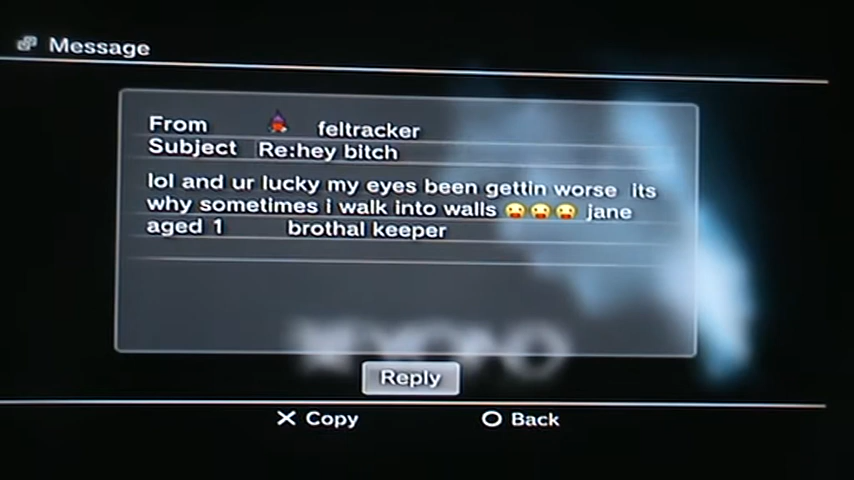 Message
From feltracker
Subject Re:hey bitch
lol and ur lucky my eyes been gettin worse its
why sometimes i walk into walls jane
aged 1 brothal keeper
Reply
Copy
Back